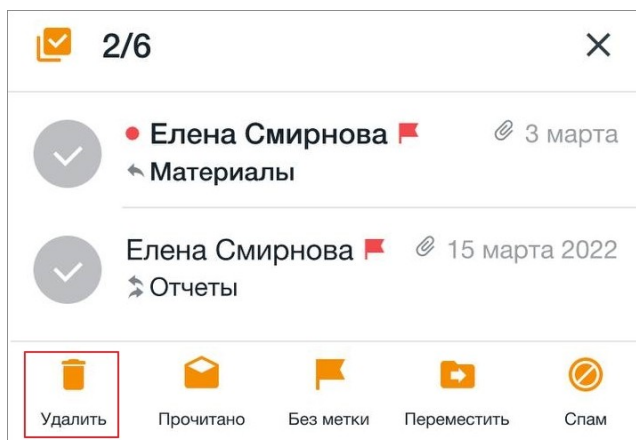 2/6
Елена Смирнова 3 марта
Материалы
Елена Смирнова 15 марта 2022
Отчеты
Удалить Прочитано Без метки Переместить Спам